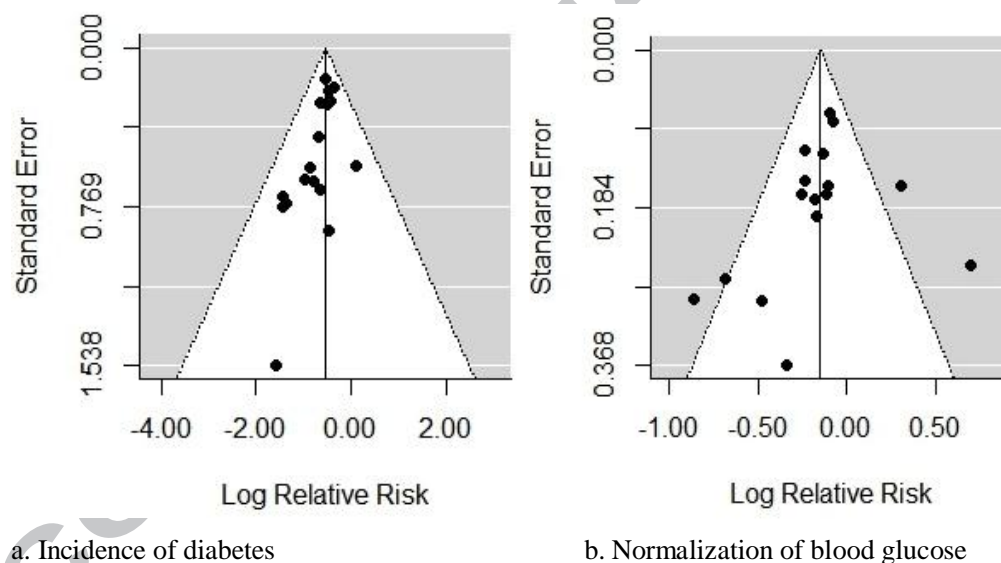 0.000
0.769
1.538
Standard Error
-4.00 -2.00 0.00 2.00
Log Relative Risk
a. Incidence of diabetes
0.000
0.184
0.368
Standard Error
-1.00 -0.50 0.00 0.50
Log Relative Risk
b. Normalization of blood glucose